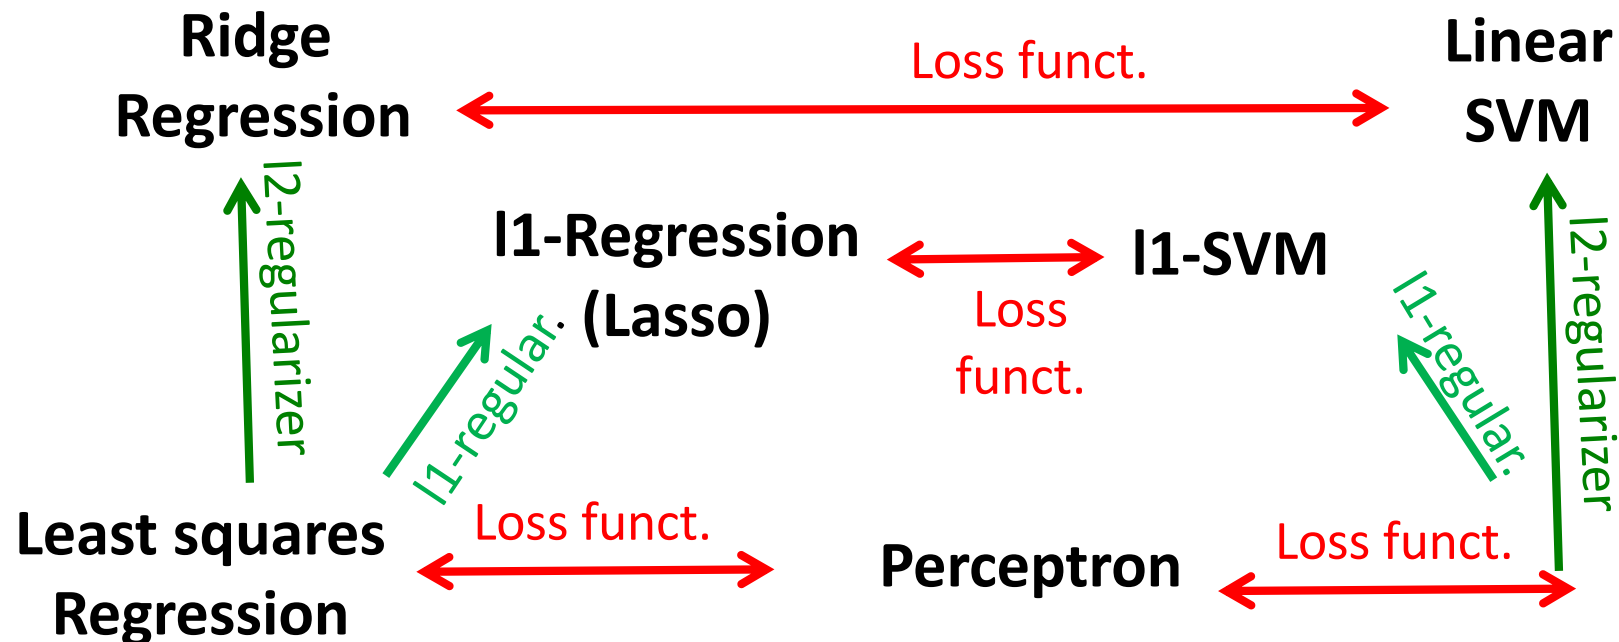 Ridge
Regression
Loss funct.
Linear
SVM
l2-regularizer
l1-Regression
(Lasso)
l1-regular.
Loss
funct.
l1-SVM
l1-regular.
l2-regularizer
Least squares
Regression
Loss funct.
Perceptron
Loss funct.